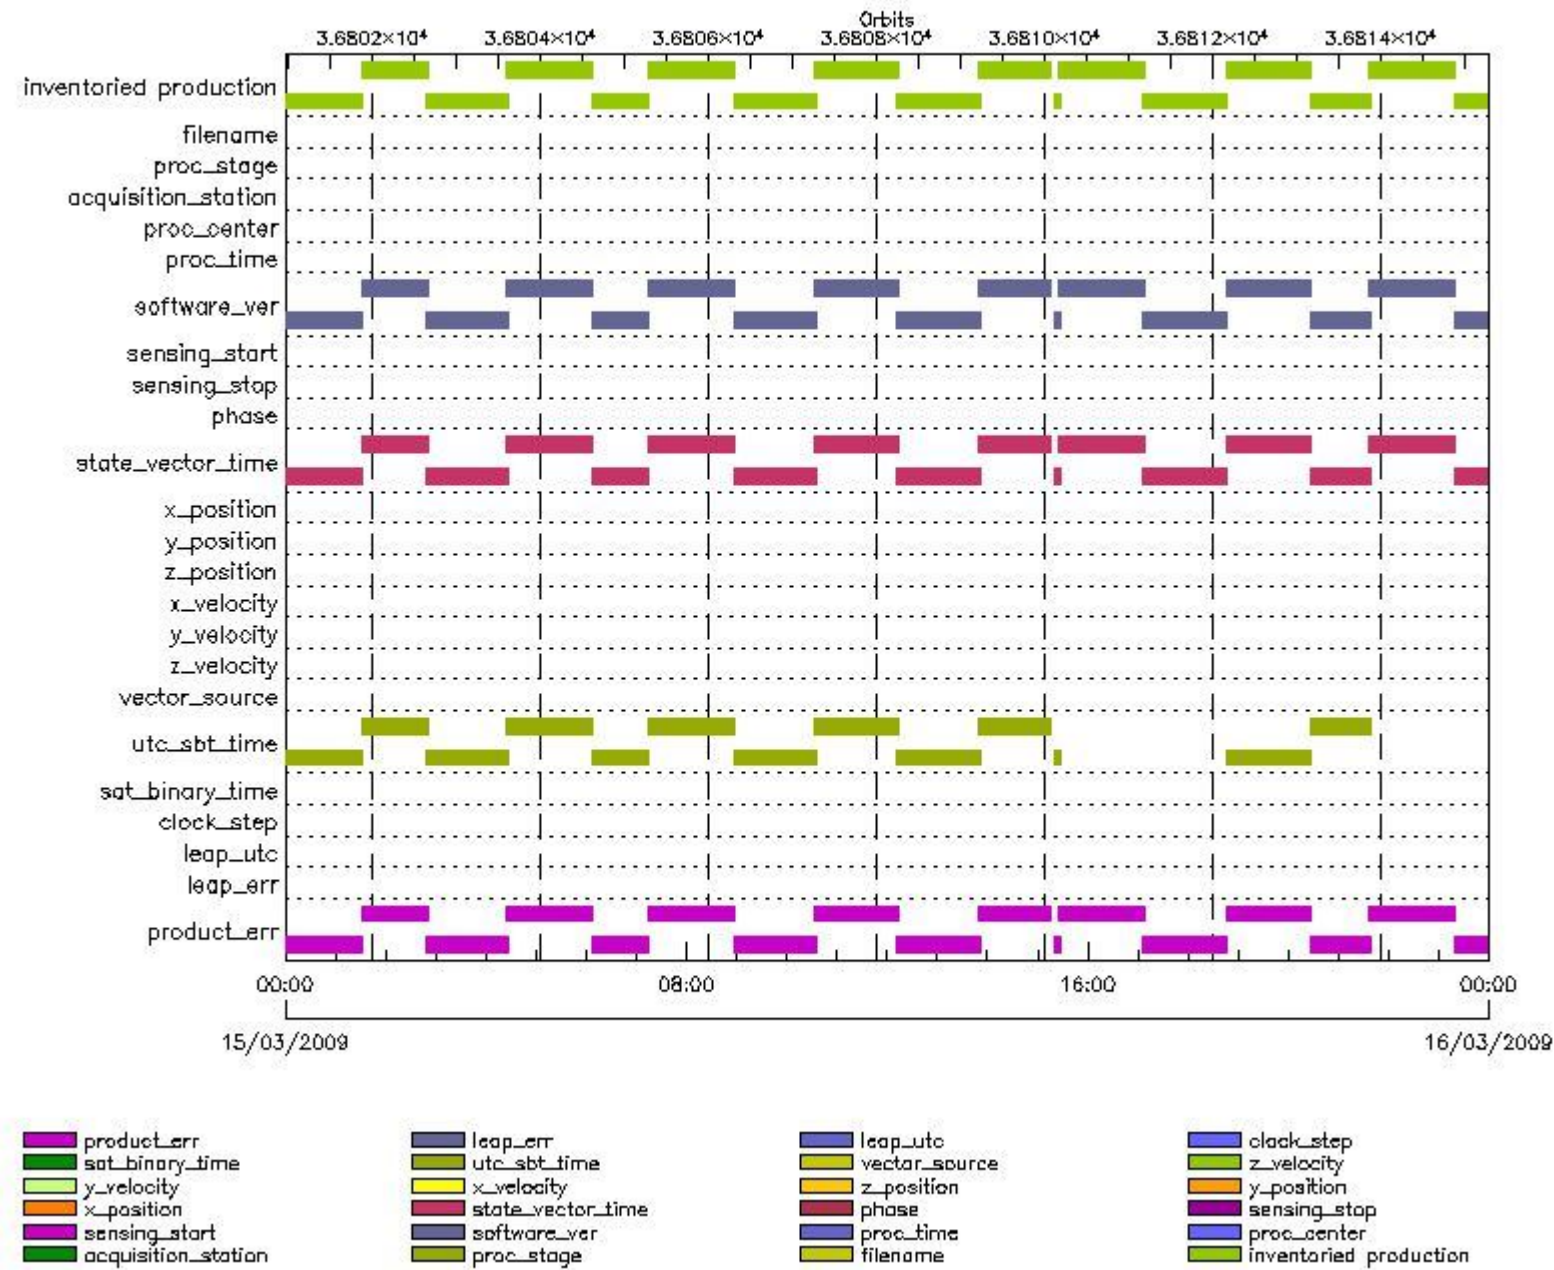 Orbits
3.6802×10⁴ 3.6804×10⁴ 3.6806×10⁴ 3.6808×10⁴ 3.6810×10⁴ 3.6812×10⁴ 3.6814×10⁴
inventoried production
filename
proc_stage
acquisition_station
proc_center
proc_time
software_ver
sensing_start
sensing_stop
phase
state_vector_time
x_position
y_position
z_position
x_velocity
y_velocity
z_velocity
vector_source
utc_sbt_time
sat_binary_time
clock_step
leap_utc
leap_err
product_err
00:00 08:00 16:00 00:00
15/03/2009 16/03/2009
product_err leap_err leap_utc clock_step
sat_binary_time utc_sbt_time vector_source z_velocity
y_velocity x_velocity z_position y_position
x_position state_vector_time phase sensing_stop
sensing_start software_ver proc_time proc_center
acquisition_station proc_stage filename inventoried production